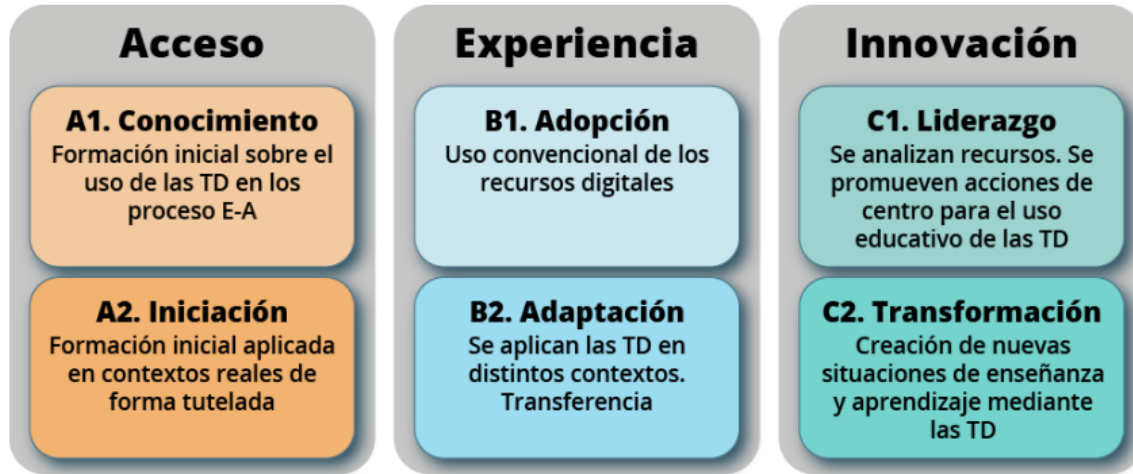 Acceso
A1. Conocimiento
Formación inicial sobre el
uso de las TD en los
proceso E-A
A2. Iniciación
Formación inicial aplicada
en contextos reales de
forma tutelada
Experiencia
B1. Adopción
Uso convencional de los
recursos digitales
B2. Adaptación
Se aplican las TD en
distintos contextos.
Transferencia
Innovación
C1. Liderazgo
Se analizan recursos. Se
promueven acciones de
centro para el uso
educativo de las TD
C2. Transformación
Creación de nuevas
situaciones de enseñanza
y aprendizaje mediante
las TD